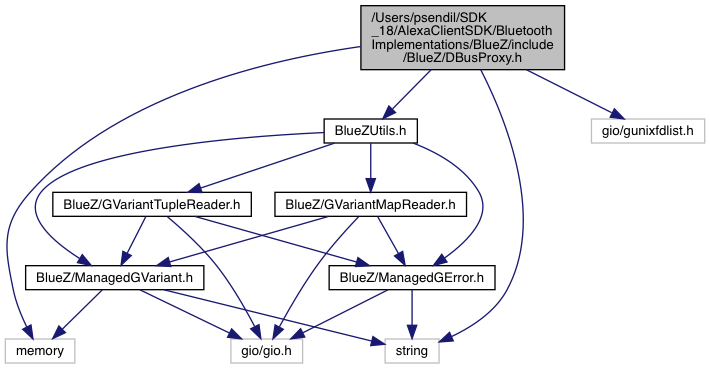 /Users/psendil/SDK
_18/AlexaClientSDK/Bluetooth
Implementations/BlueZ/include
/BlueZ/DBusProxy.h
BlueZUtils.h
gio/gunixfdlist.h
BlueZ/GVariantTupleReader.h
BlueZ/GVariantMapReader.h
BlueZ/ManagedGVariant.h
BlueZ/ManagedGError.h
memory
gio/gio.h
string